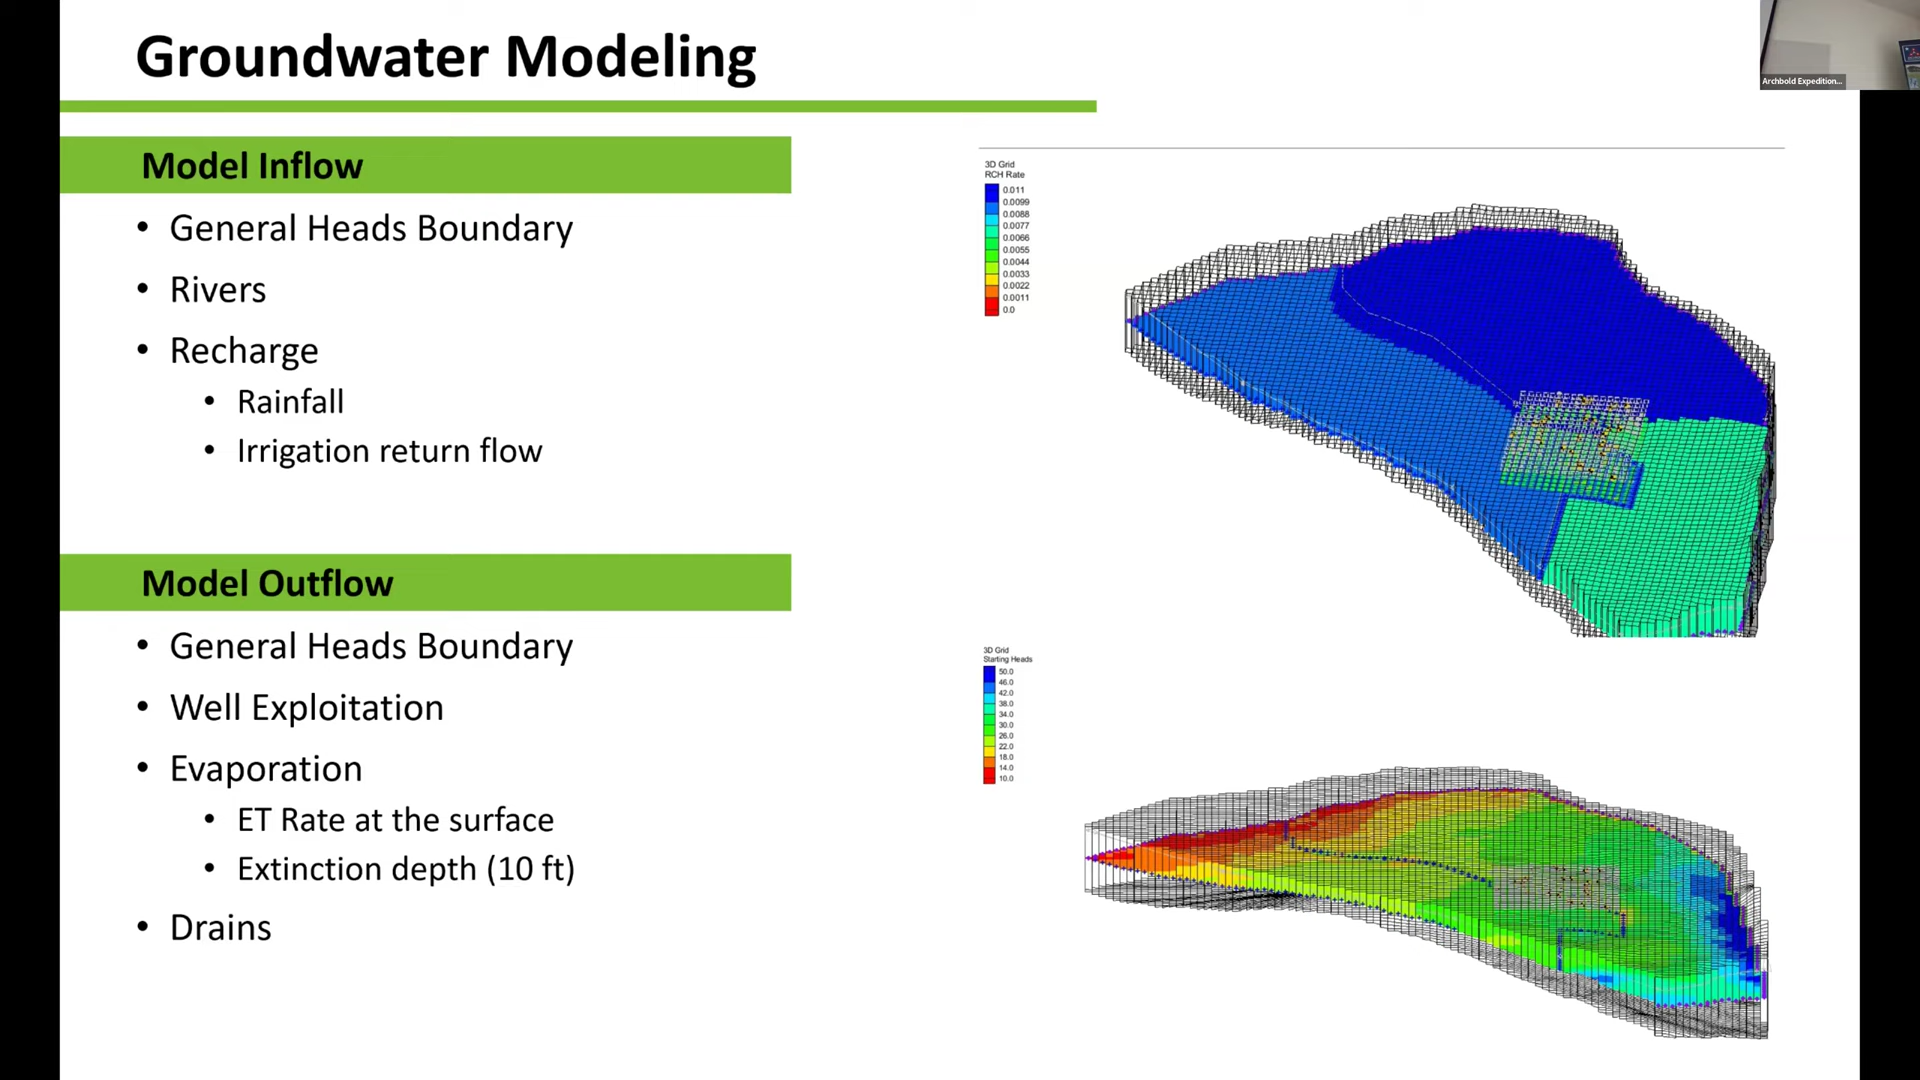 Groundwater Modeling
Archbold Expedition...
Model Inflow
• General Heads Boundary
• Rivers
• Recharge
• Rainfall
• Irrigation return flow
Model Outflow
• General Heads Boundary
• Well Exploitation
• Evaporation
• ET Rate at the surface
• Extinction depth (10 ft)
• Drains
3D Grid
RCH Rate
0.011
0.0099
0.0088
0.0077
0.0066
0.0055
0.0044
0.0033
0.0022
0.0011
0.0
3D Grid
Starting Heads
50.0
46.0
42.0
38.0
34.0
30.0
26.0
22.0
18.0
14.0
10.0